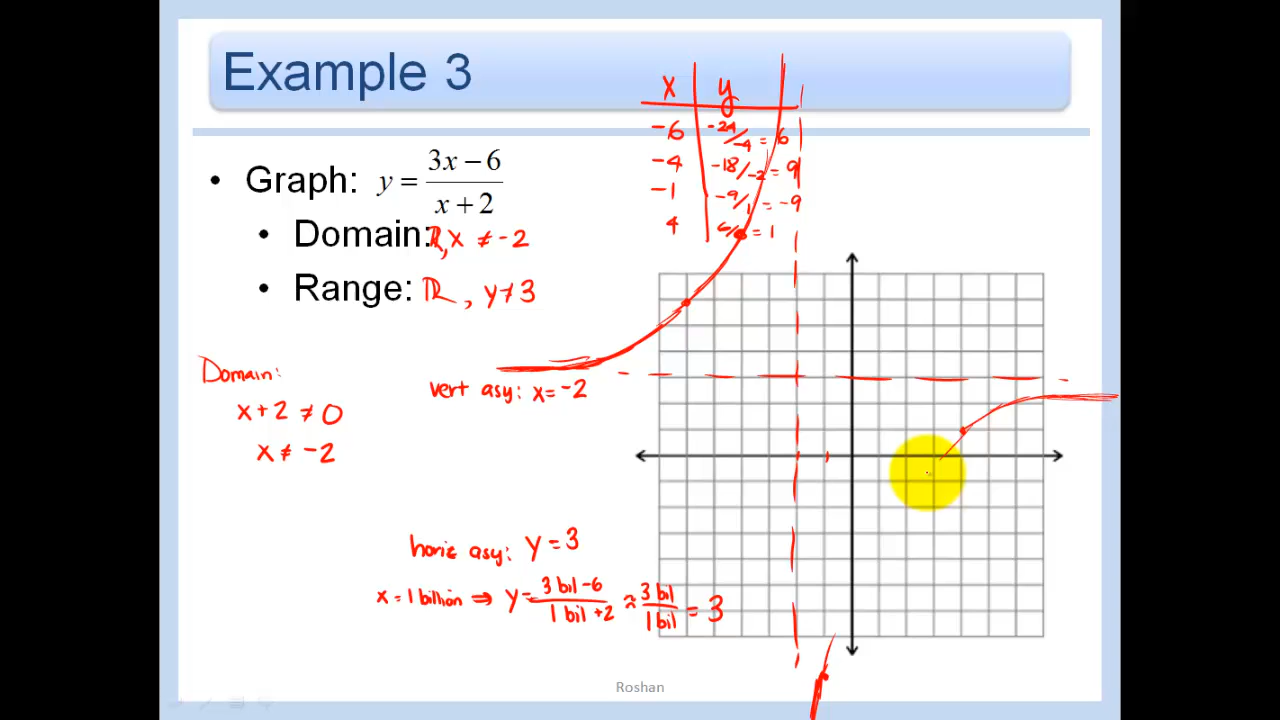 Example 3
x y
-6 -24/-4 = 6
-4 -18/-2 = 9
-1 -9/1 = -9
4 6/6 = 1
• Graph: y = (3x − 6)/(x + 2)
• Domain: ℝ, x ≠ -2
• Range: ℝ, y ≠ 3
Domain:
x + 2 ≠ 0
x ≠ -2
vert asy: x = -2
horiz asy: y = 3
x = 1 billion ⇒ y = (3 bil - 6)/(1 bil + 2) ≈ 3 bil/1 bil = 3
Roshan